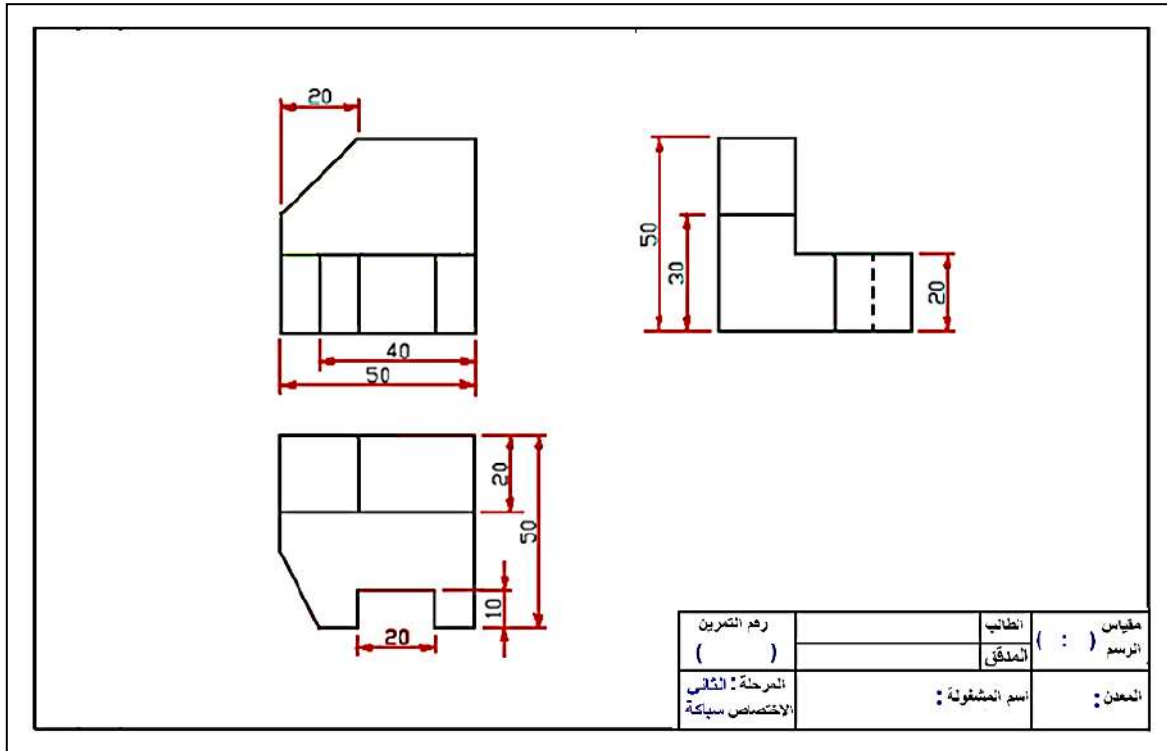 20
50
30
20
40
50
20
50
10
20
مقياس
الرسم ( : )
الطالب
المدقق
رقم التمرين
( )
المعدن :
اسم المشغولة :
المرحلة : الثاني
الاختصاص سباكة